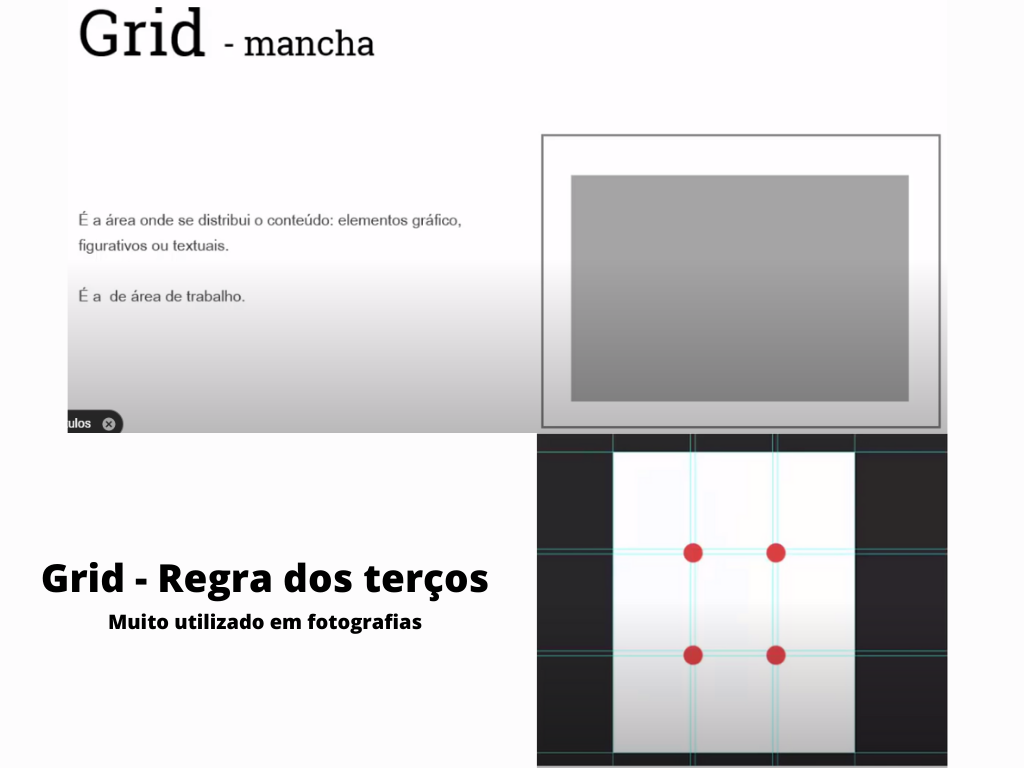 Grid - mancha
É a área onde se distribui o conteúdo: elementos gráfico,
figurativos ou textuais.
É a  de área de trabalho.
ulos
Grid - Regra dos terços
Muito utilizado em fotografias